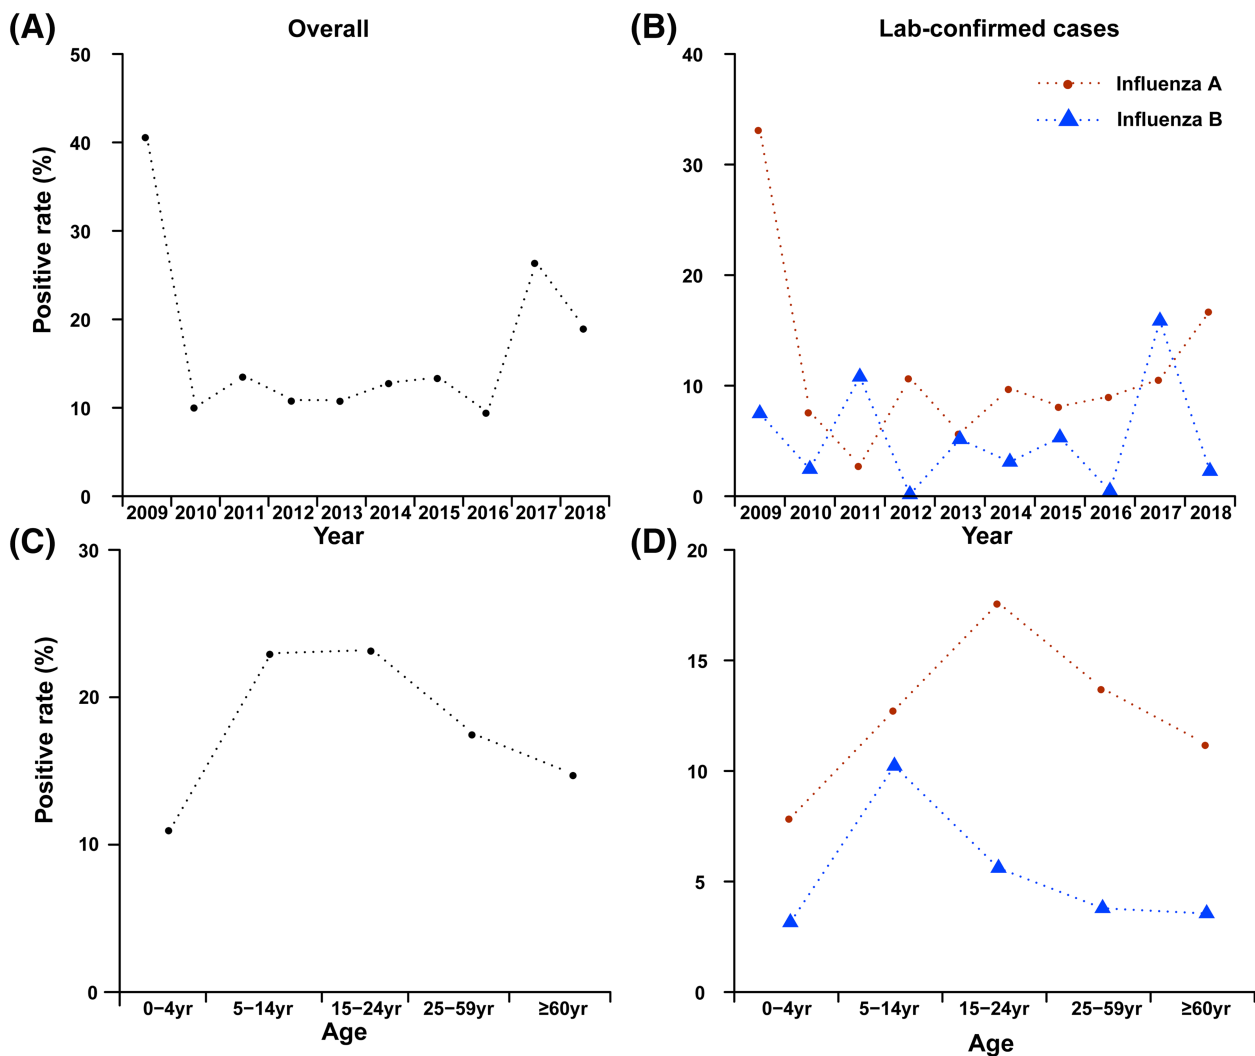 (A) Overall
50
40
30
20
10
0
Positive rate (%)
2009 2010 2011 2012 2013 2014 2015 2016 2017 2018
Year
(B) Lab-confirmed cases
Influenza A
Influenza B
40
30
20
10
0
2009 2010 2011 2012 2013 2014 2015 2016 2017 2018
Year
(C)
30
20
10
0
Positive rate (%)
0−4yr 5−14yr 15−24yr 25−59yr ≥60yr
Age
(D)
20
15
10
5
0
0−4yr 5−14yr 15−24yr 25−59yr ≥60yr
Age